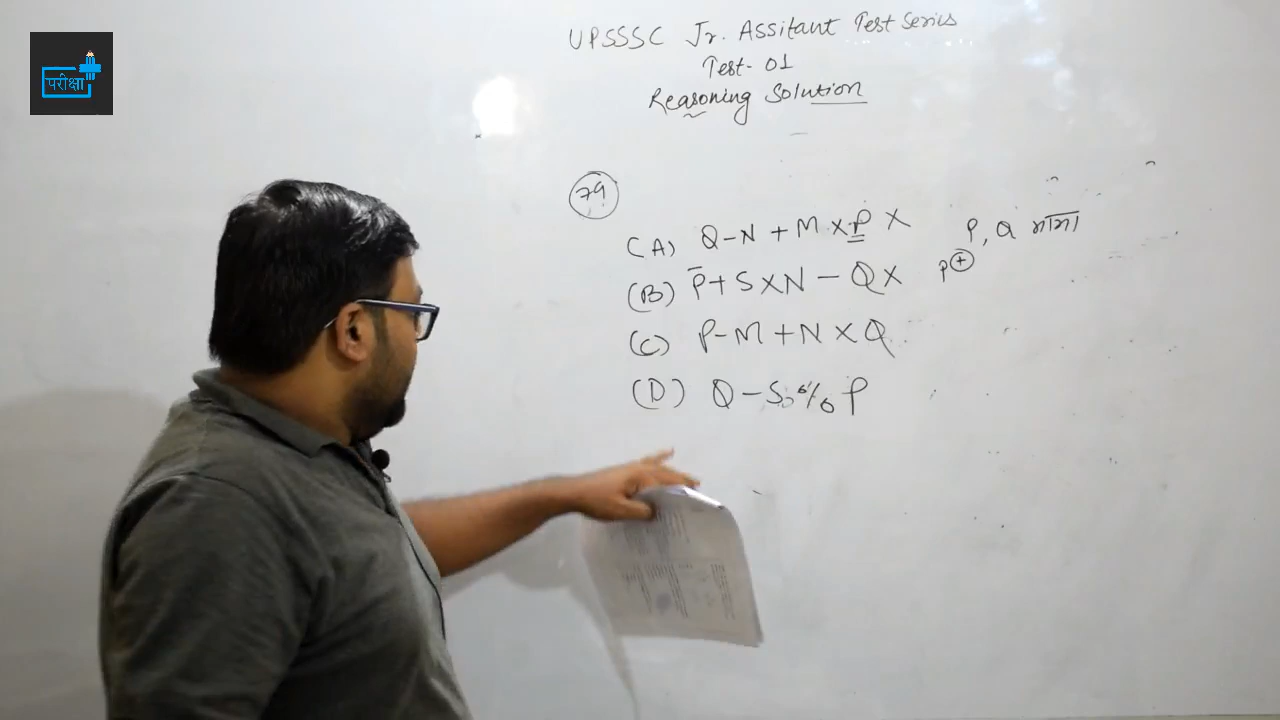 परीक्षा
UPSSSC Jr. Assitant Test Series
Test- 01
Reasoning Solution
79
(A) Q-N+M×P ×
P, Q मामा
(B) P+S×N-Q×
P+
(C) P-M+N×Q
(D) Q-S%P